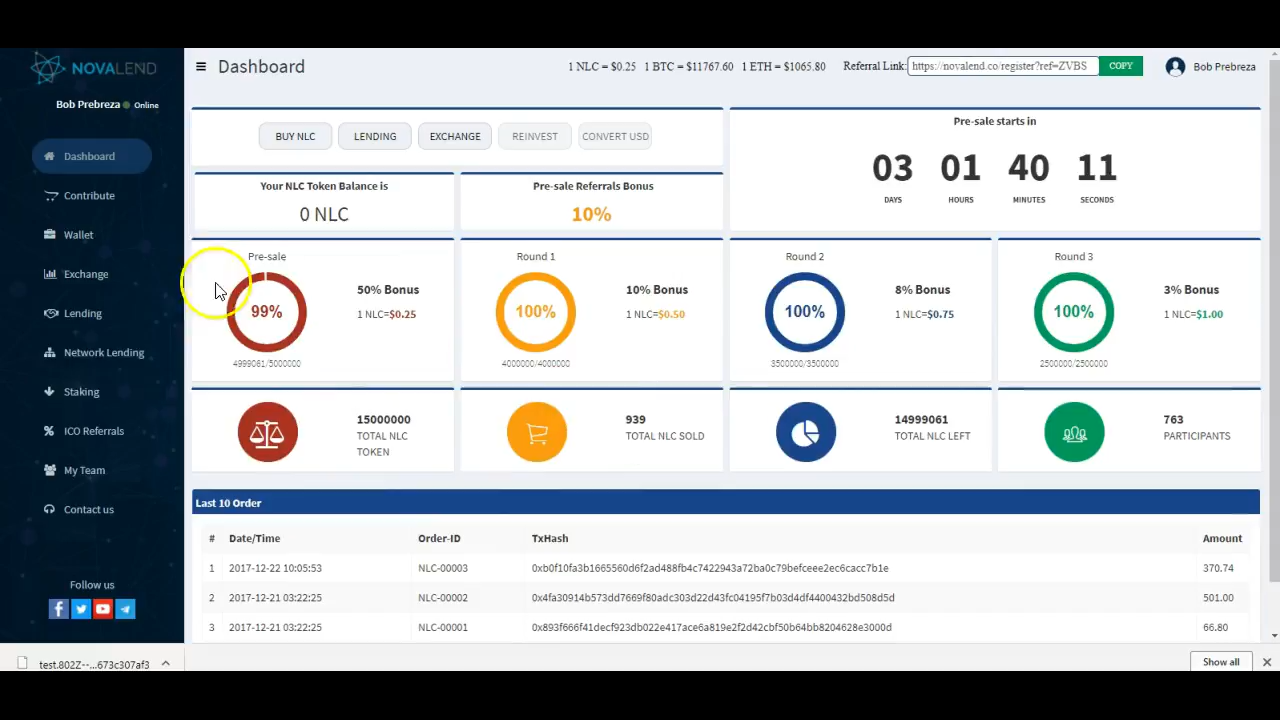 NOVALEND
Dashboard
1 NLC = $0.25 1 BTC = $11767.60 1 ETH = $1065.80 Referral Link: https://novalend.co/register?ref=ZVBS COPY Bob Prebreza
Bob Prebreza Online
Dashboard
Contribute
Wallet
Exchange
Lending
Network Lending
Staking
ICO Referrals
My Team
Contact us
Follow us
BUY NLC LENDING EXCHANGE REINVEST CONVERT USD
Pre-sale starts in
03 01 40 11
DAYS HOURS MINUTES SECONDS
Your NLC Token Balance is
0 NLC
Pre-sale Referrals Bonus
10%
Pre-sale
99%
50% Bonus
1 NLC=$0.25
4999061/5000000
Round 1
100%
10% Bonus
1 NLC=$0.50
4000000/4000000
Round 2
100%
8% Bonus
1 NLC=$0.75
3500000/3500000
Round 3
100%
3% Bonus
1 NLC=$1.00
2500000/2500000
15000000
TOTAL NLC
TOKEN
939
TOTAL NLC SOLD
14999061
TOTAL NLC LEFT
763
PARTICIPANTS
Last 10 Order
# Date/Time Order-ID TxHash Amount
1 2017-12-22 10:05:53 NLC-00003 0xb0f10fa3b1665560d6f2ad488fb4c7422943a72ba0c79befceee2ec6cacc7b1e 370.74
2 2017-12-21 03:22:25 NLC-00002 0x4fa30914b573dd7669f80adc303d22d43fc04195f7b03d4df4400432bd508d5d 501.00
3 2017-12-21 03:22:25 NLC-00001 0x893f666f41decf923db022e417ace6a819e2f2d42cbf50b64bb8204628e3000d 66.80
test.802Z--...673c307af3
Show all